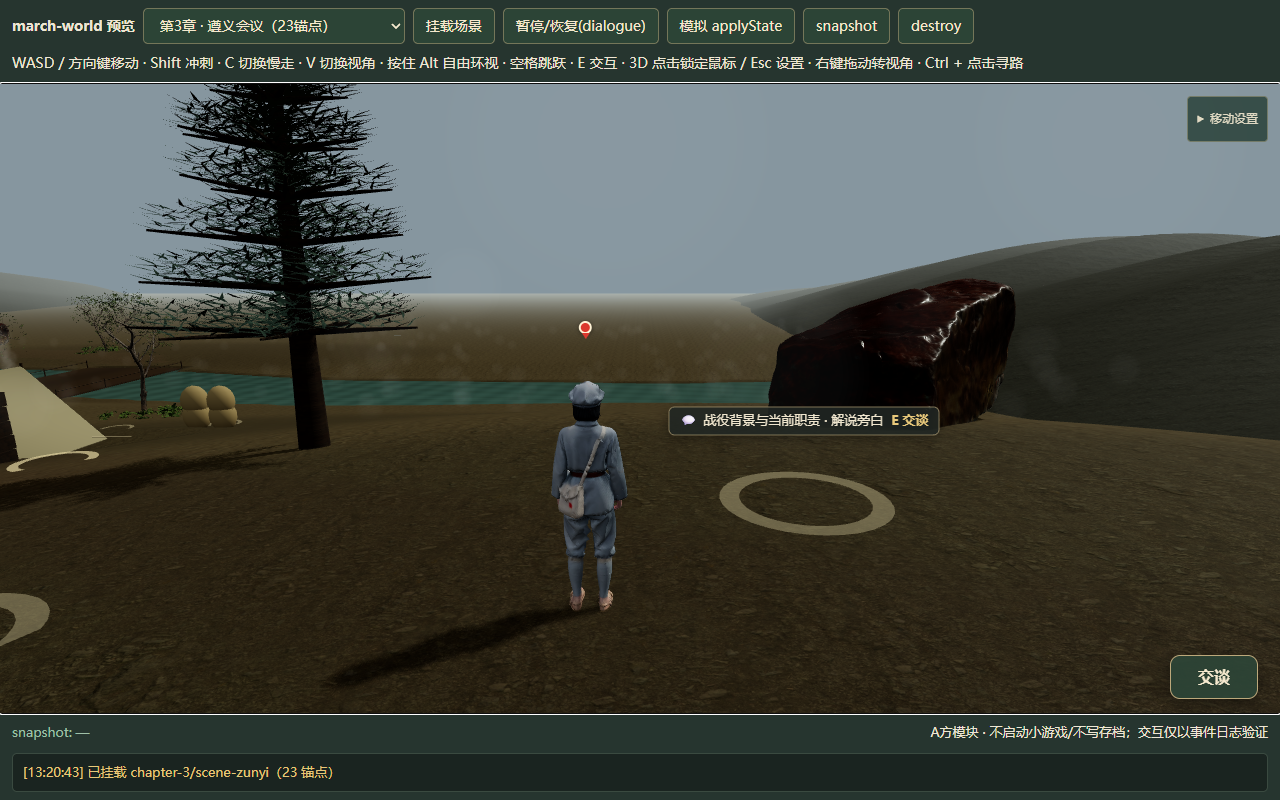 march-world 预览 第3章 · 遵义会议（23锚点） 挂载场景 暂停/恢复(dialogue) 模拟 applyState snapshot destroy
WASD / 方向键移动 · Shift 冲刺 · C 切换慢走 · V 切换视角 · 按住 Alt 自由环视 · 空格跳跃 · E 交互 · 3D 点击锁定鼠标 / Esc 设置 · 右键拖动转视角 · Ctrl + 点击寻路
▸ 移动设置
💬 战役背景与当前职责 · 解说旁白 E 交谈
交谈
snapshot: — A方模块 · 不启动小游戏/不写存档；交互仅以事件日志验证
[13:20:43] 已挂载 chapter-3/scene-zunyi（23 锚点）